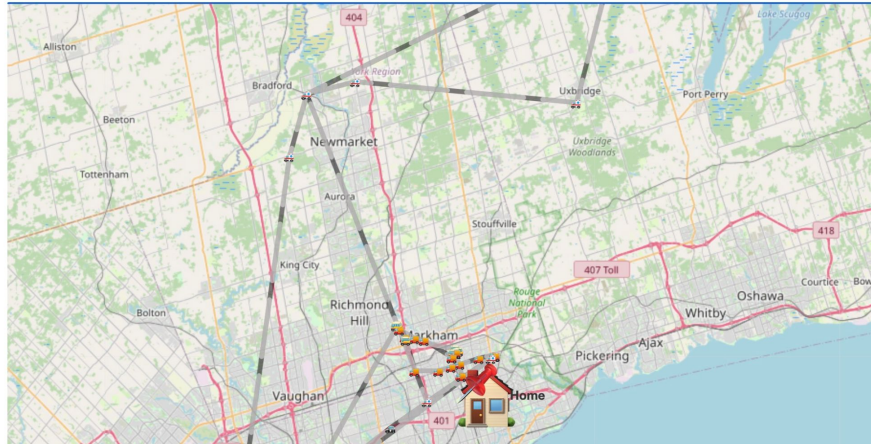 404
Lake Scugog
Alliston
York Region
Bradford
Uxbridge
Port Perry
Beeton
Newmarket
Uxbridge
Woodlands
Tottenham
Aurora
Stouffville
418
King City
407 Toll
Courtice
Bow
Rouge
National
Park
Oshawa
Bolton
Richmond
Hill
Whitby
Markham
Ajax
Pickering
Vaughan
Home
401